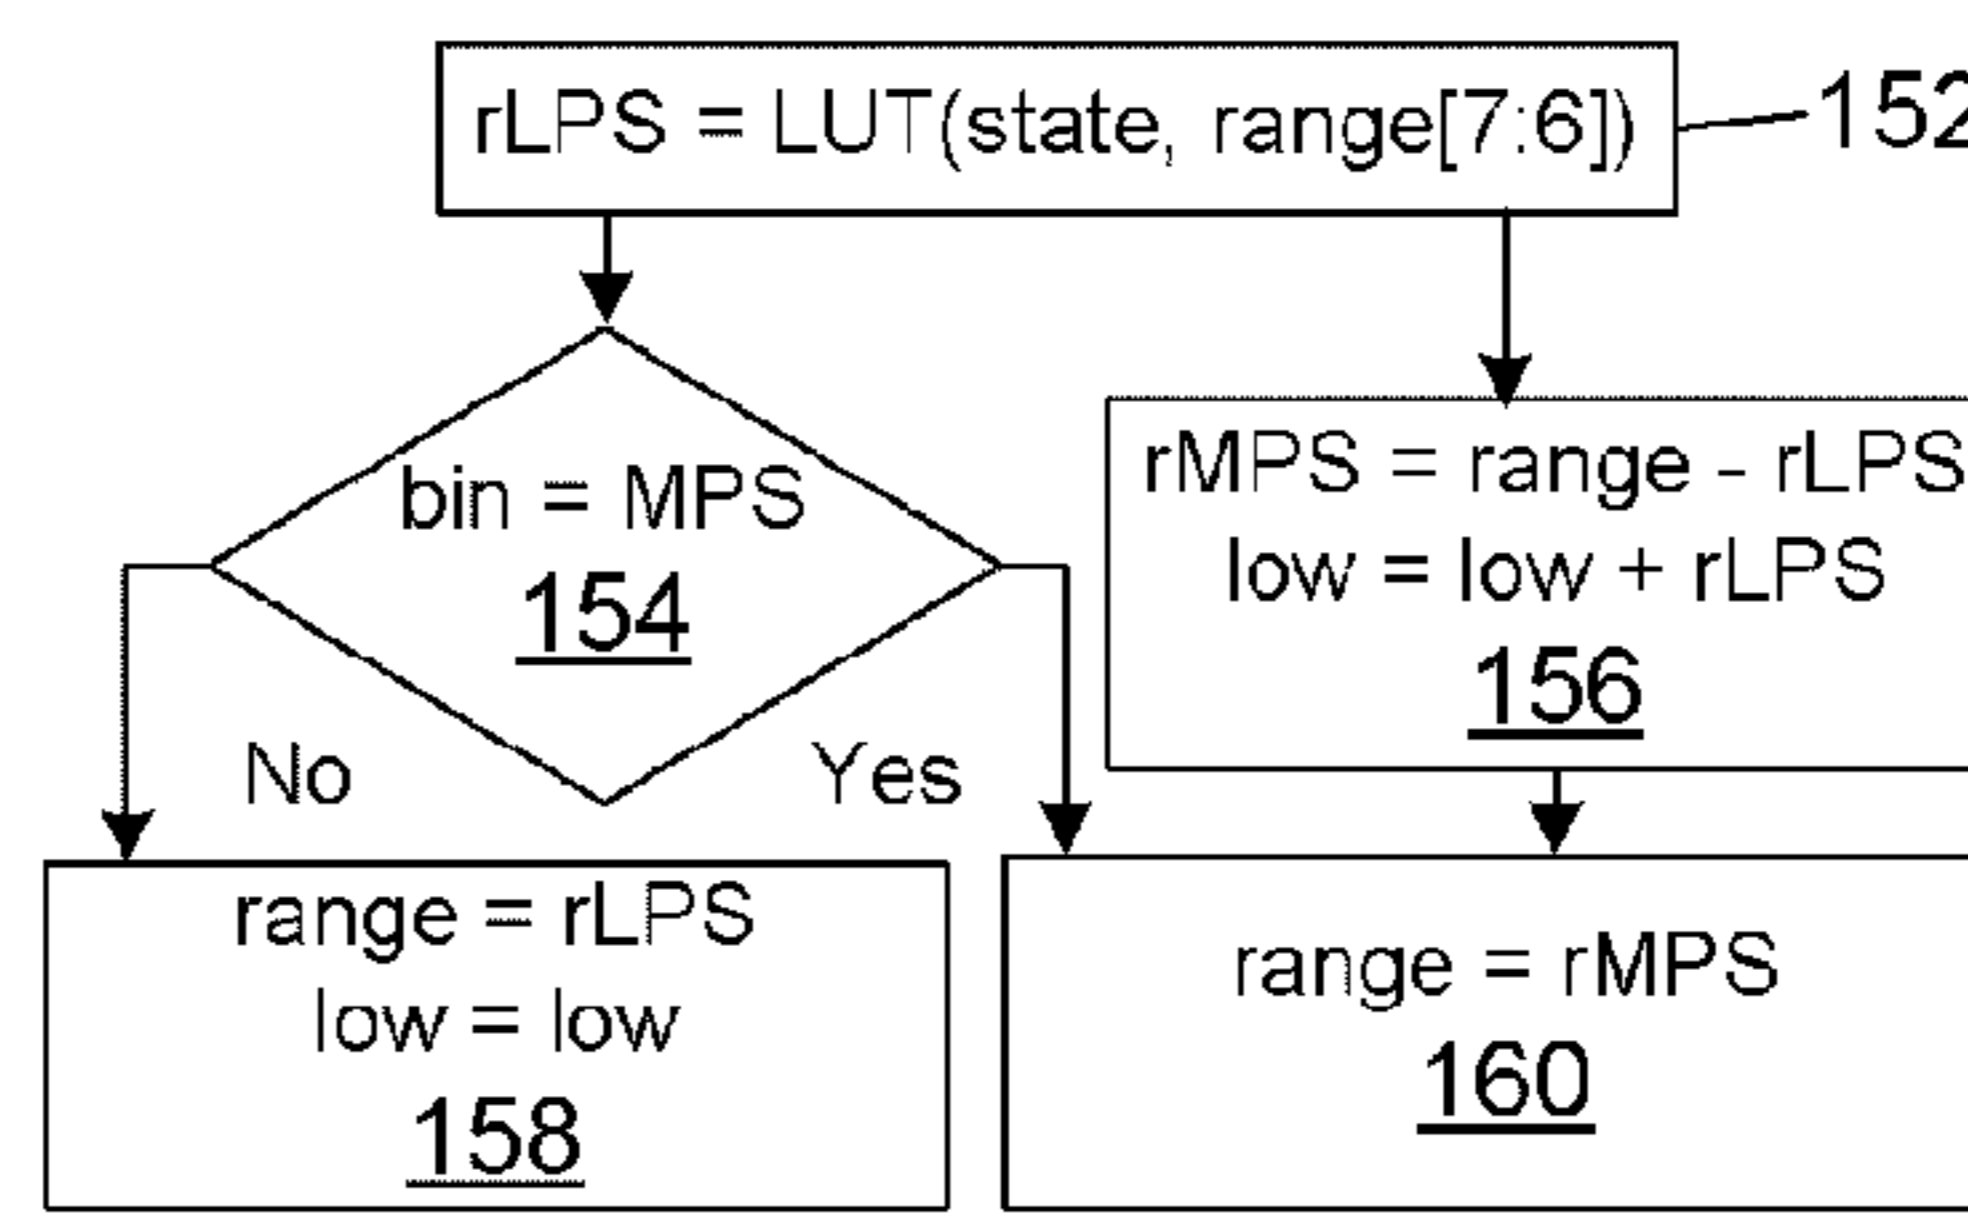 rLPS = LUT(state, range[7:6])
152
bin = MPS
154
rMPS = range - rLPS
low = low + rLPS
156
No
Yes
range = rLPS
low = low
158
range = rMPS
160